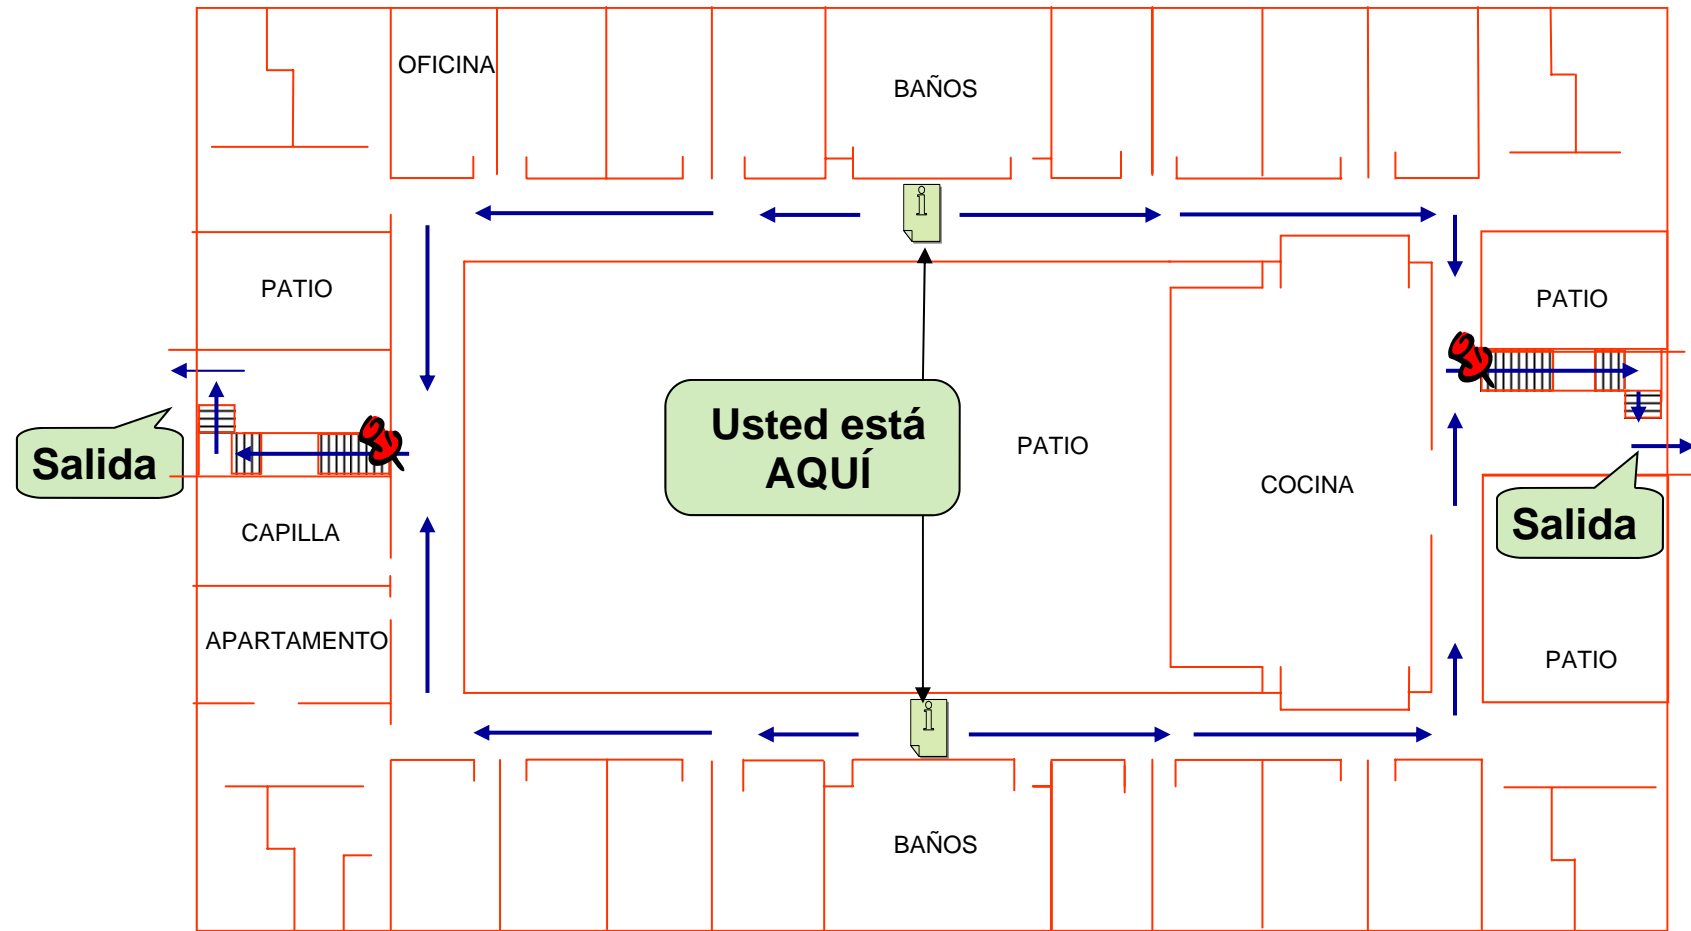 OFICINA
BAÑOS
i
PATIO
PATIO
Usted está
AQUÍ
PATIO
COCINA
Salida
Salida
CAPILLA
APARTAMENTO
PATIO
i
BAÑOS